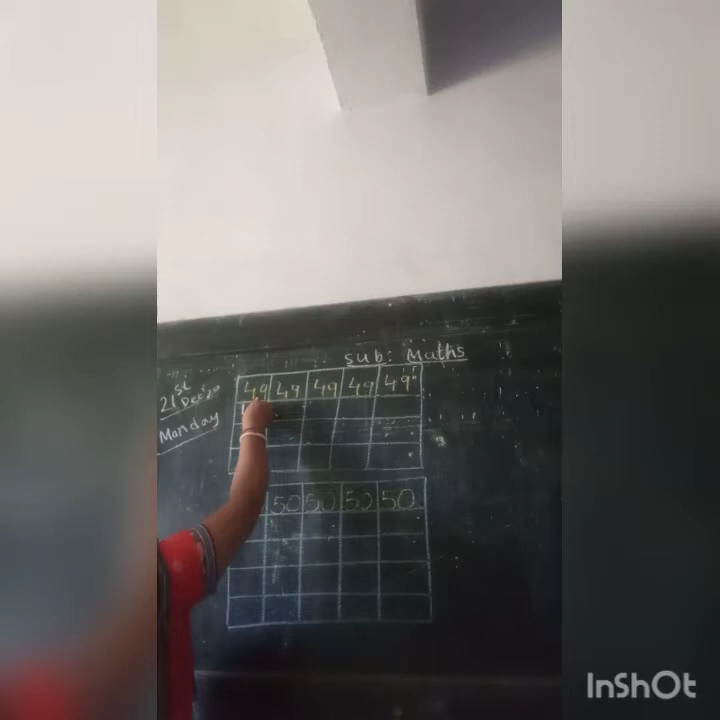 sub: Maths
21st Dec
Monday
49 49 49 49 49
50 50 50 50
InShOt